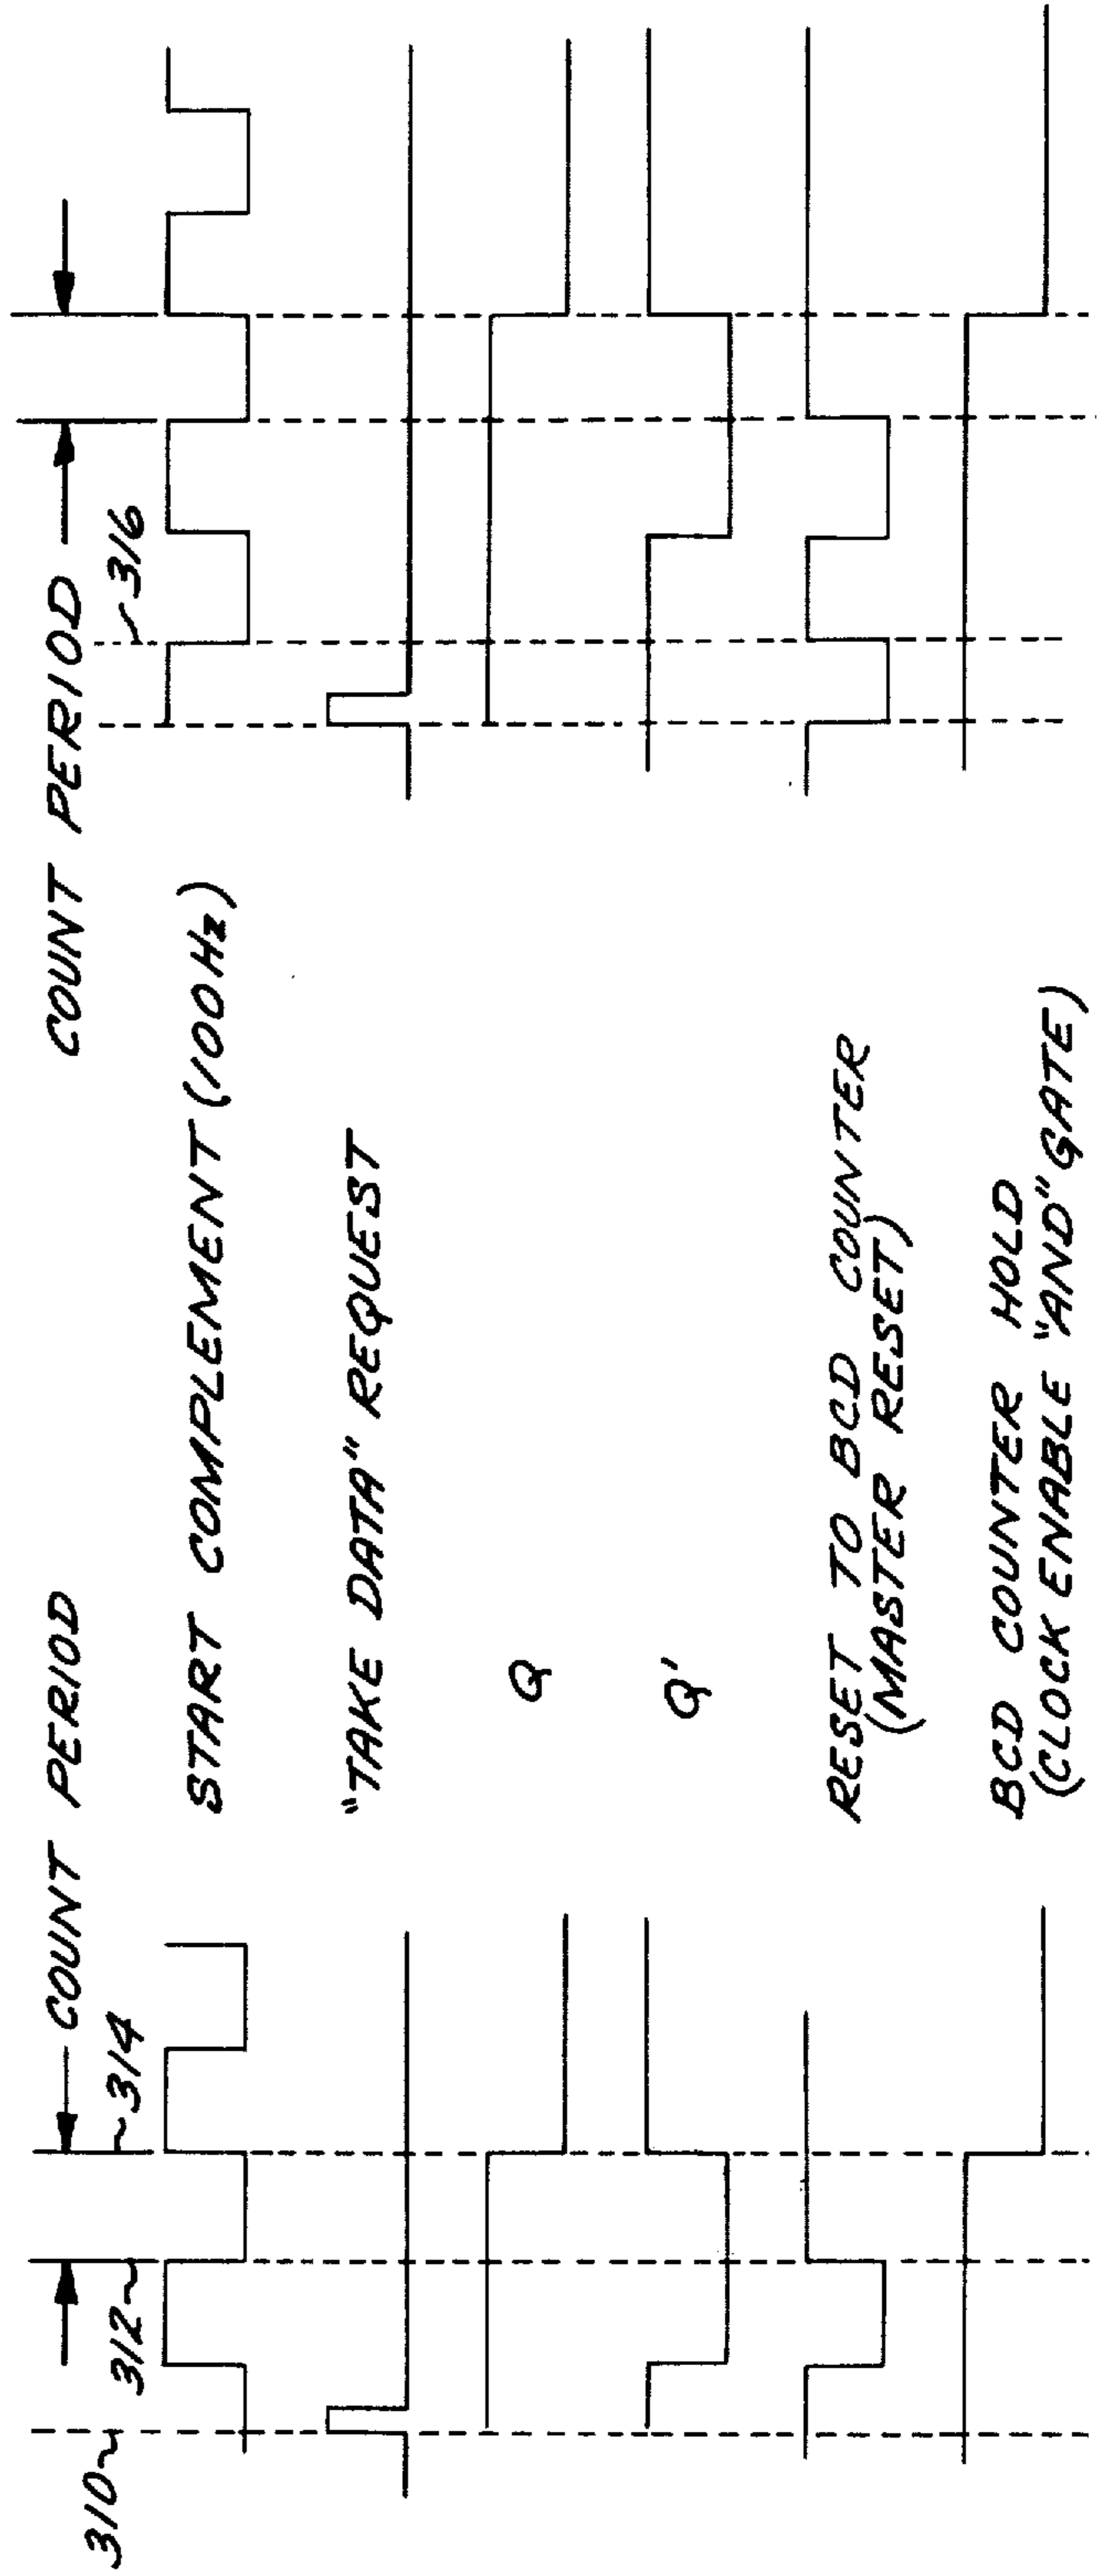 310
312
314
COUNT PERIOD
COUNT PERIOD
316
START COMPLEMENT (100 Hz)
"TAKE DATA" REQUEST
Q
Q'
RESET TO BCD COUNTER
(MASTER RESET)
BCD COUNTER HOLD
(CLOCK ENABLE "AND" GATE)